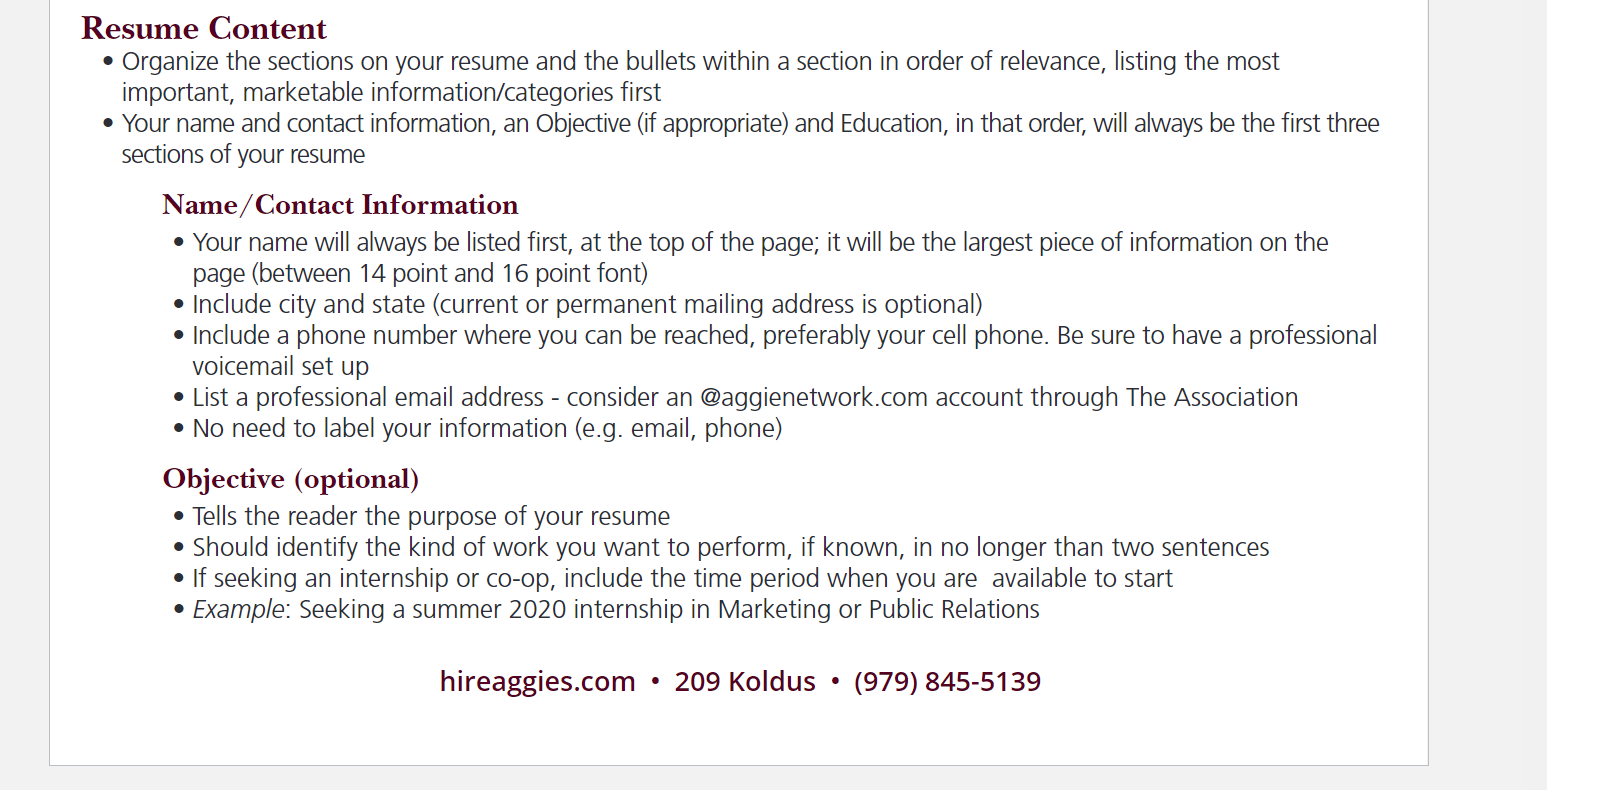 Resume Content
• Organize the sections on your resume and the bullets within a section in order of relevance, listing the most
important, marketable information/categories first
• Your name and contact information, an Objective (if appropriate) and Education, in that order, will always be the first three
sections of your resume
Name/Contact Information
• Your name will always be listed first, at the top of the page; it will be the largest piece of information on the
page (between 14 point and 16 point font)
• Include city and state (current or permanent mailing address is optional)
• Include a phone number where you can be reached, preferably your cell phone. Be sure to have a professional
voicemail set up
• List a professional email address - consider an @aggienetwork.com account through The Association
• No need to label your information (e.g. email, phone)
Objective (optional)
• Tells the reader the purpose of your resume
• Should identify the kind of work you want to perform, if known, in no longer than two sentences
• If seeking an internship or co-op, include the time period when you are  available to start
• Example: Seeking a summer 2020 internship in Marketing or Public Relations
hireaggies.com • 209 Koldus • (979) 845-5139